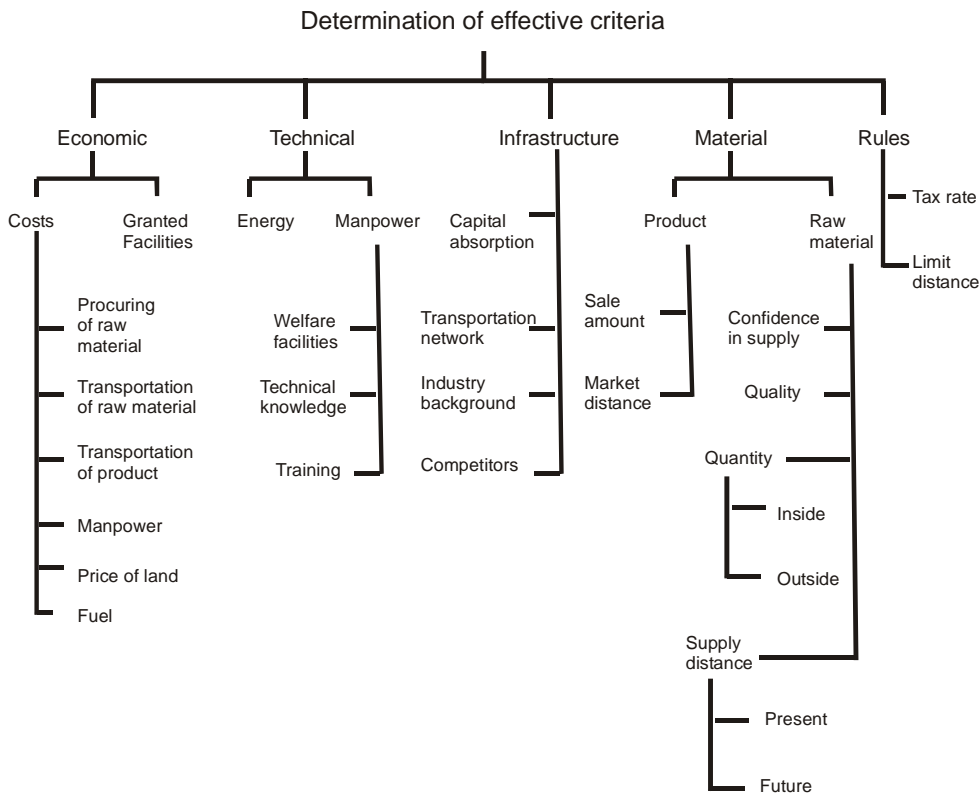 Determination of effective criteria
Economic
Technical
Infrastructure
Material
Rules
Costs
Granted
Facilities
Energy
Manpower
Capital
absorption
Product
Raw
material
Tax rate
Limit
distance
Procuring
of raw
material
Transportation
of raw material
Transportation
of product
Manpower
Price of land
Fuel
Welfare
facilities
Technical
knowledge
Training
Transportation
network
Industry
background
Competitors
Sale
amount
Market
distance
Confidence
in supply
Quality
Quantity
Inside
Outside
Supply
distance
Present
Future